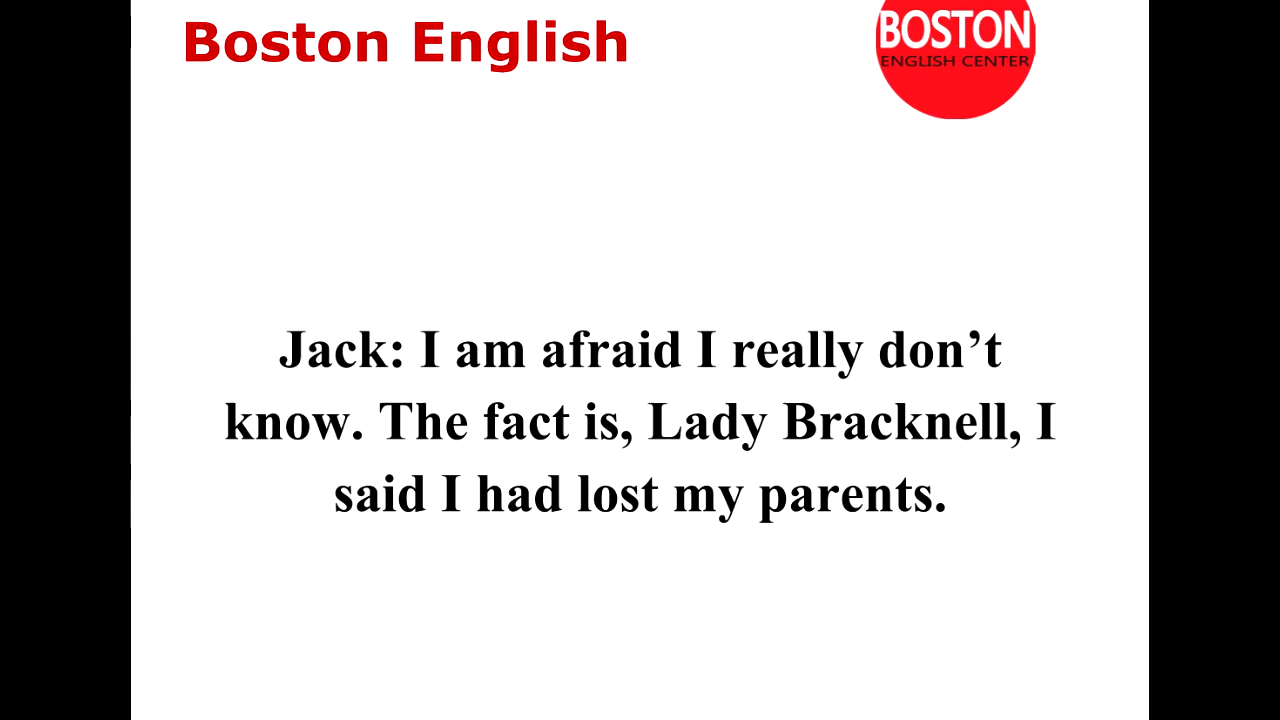 Boston English
BOSTON
ENGLISH CENTER
Jack: I am afraid I really don’t
know. The fact is, Lady Bracknell, I
said I had lost my parents.